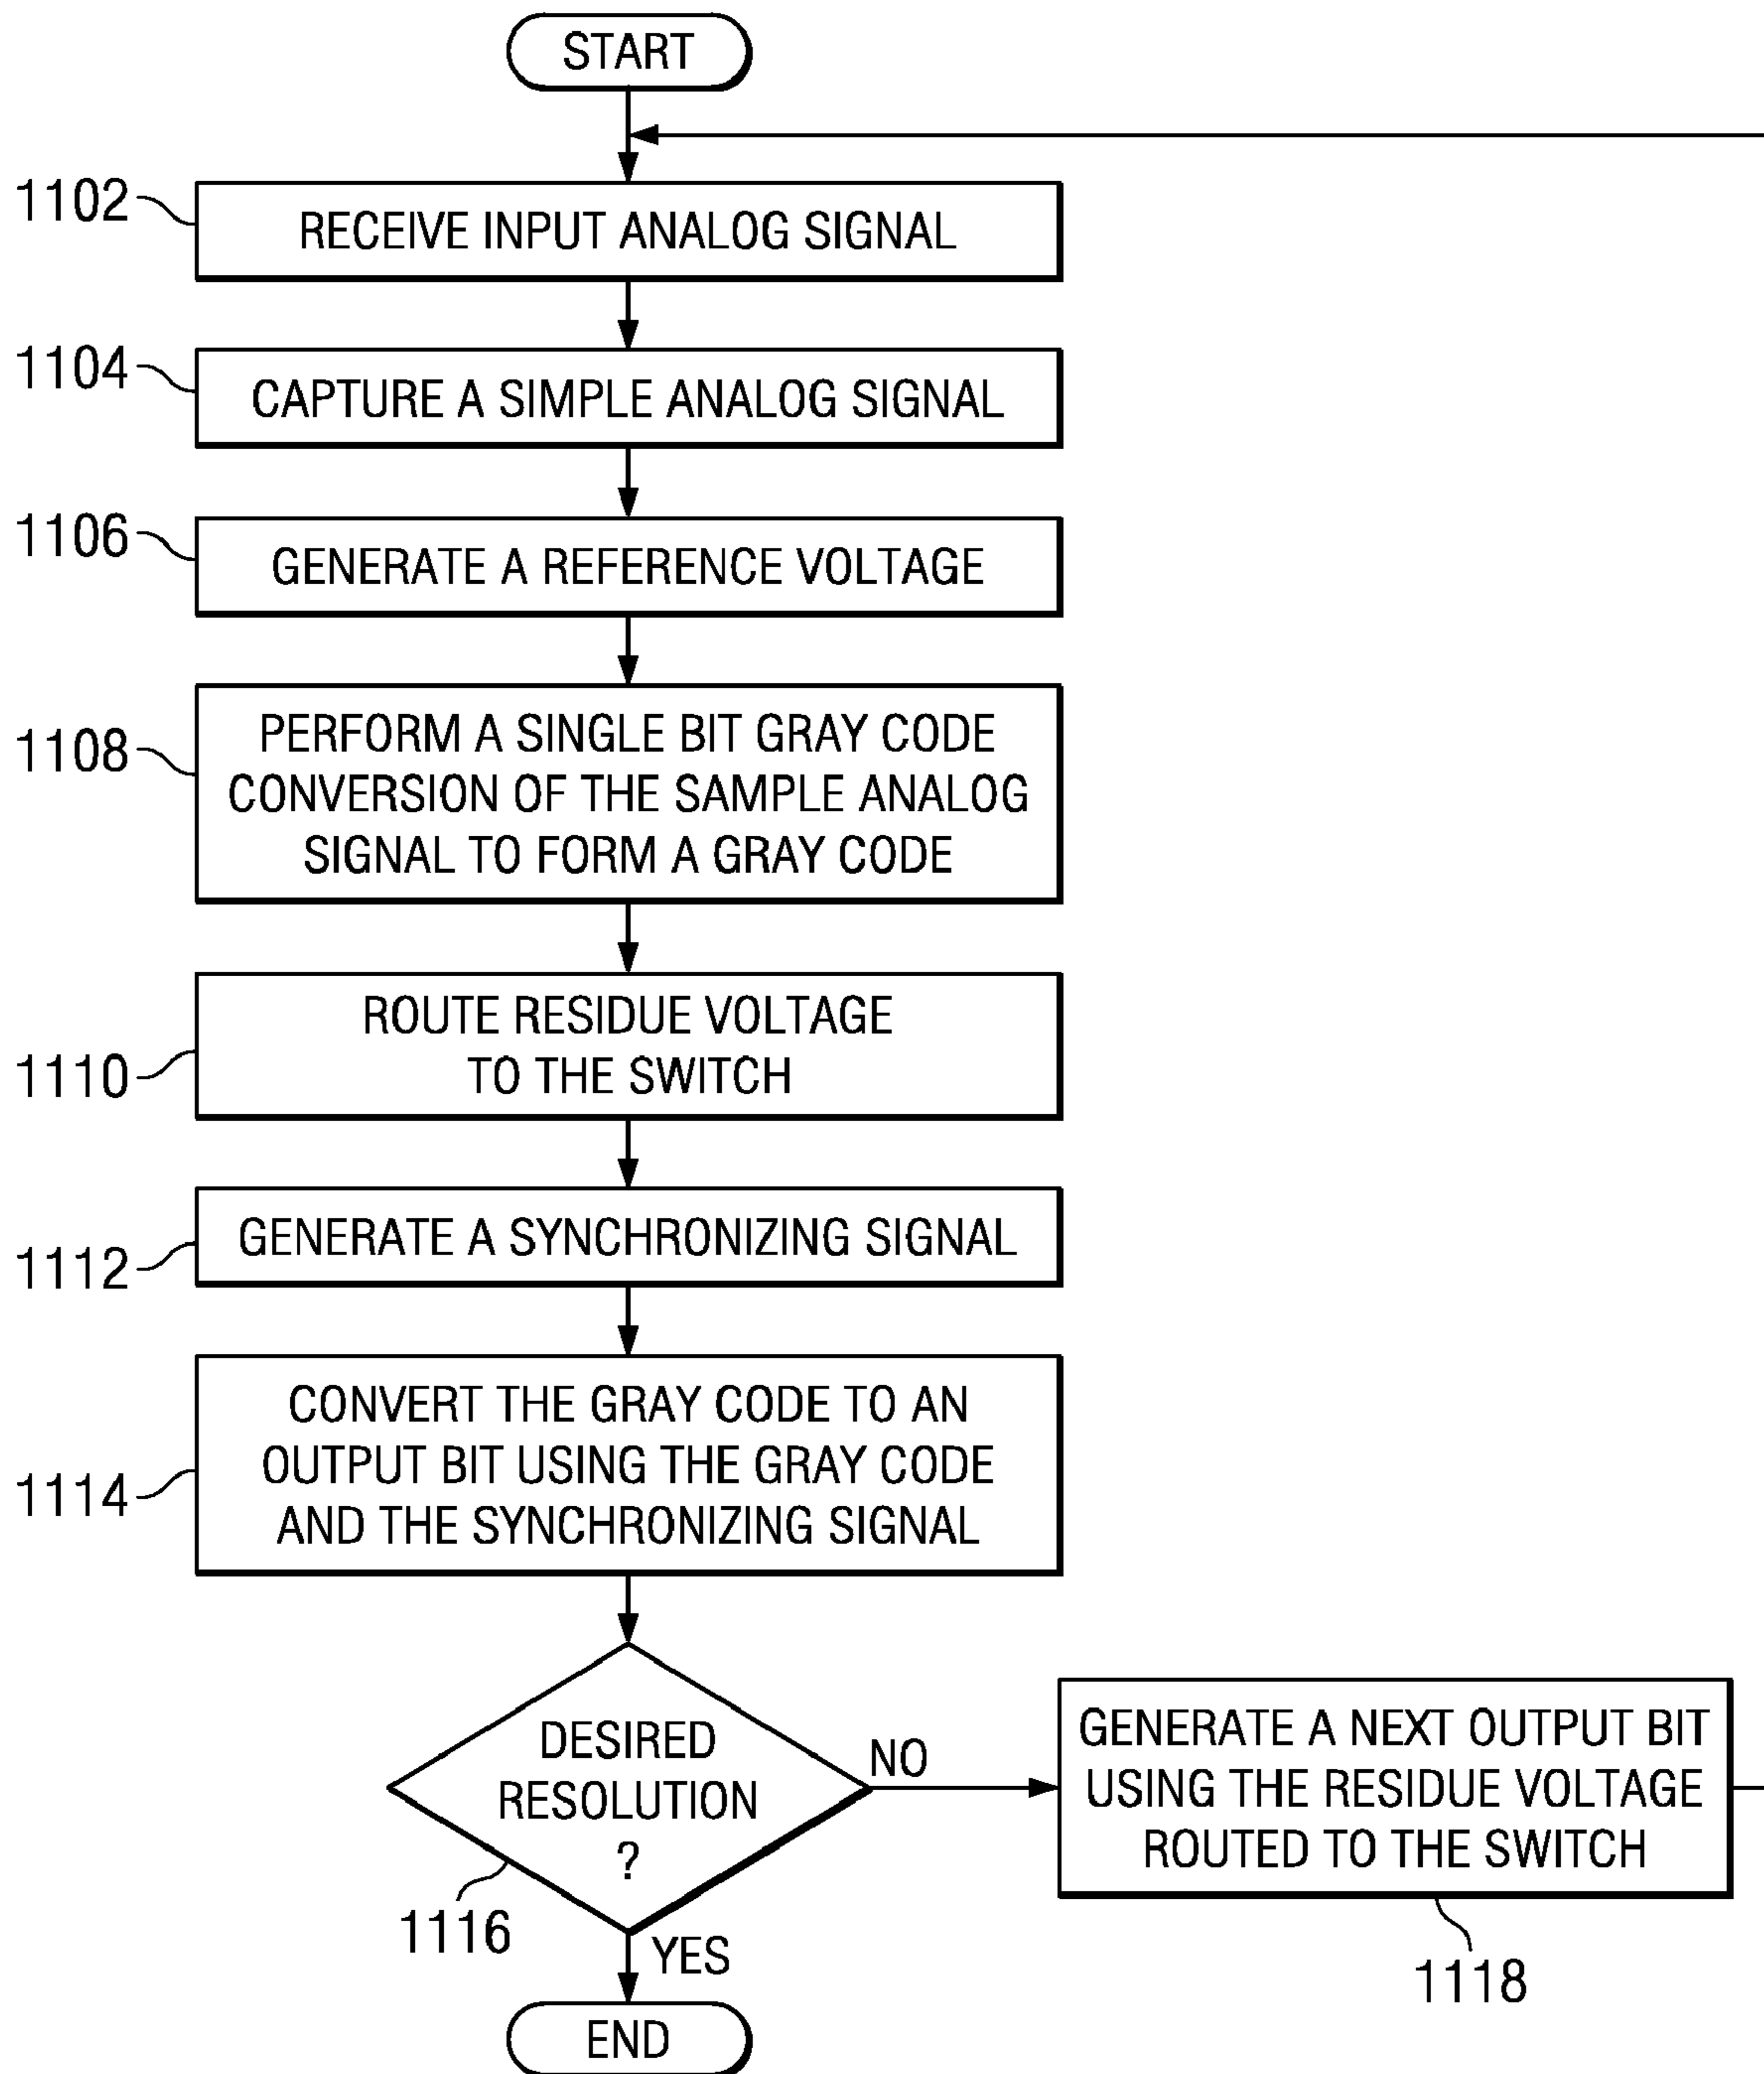 START
1102
RECEIVE INPUT ANALOG SIGNAL
1104
CAPTURE A SIMPLE ANALOG SIGNAL
1106
GENERATE A REFERENCE VOLTAGE
1108
PERFORM A SINGLE BIT GRAY CODE
CONVERSION OF THE SAMPLE ANALOG
SIGNAL TO FORM A GRAY CODE
1110
ROUTE RESIDUE VOLTAGE
TO THE SWITCH
1112
GENERATE A SYNCHRONIZING SIGNAL
1114
CONVERT THE GRAY CODE TO AN
OUTPUT BIT USING THE GRAY CODE
AND THE SYNCHRONIZING SIGNAL
DESIRED
RESOLUTION
?
1116
NO
GENERATE A NEXT OUTPUT BIT
USING THE RESIDUE VOLTAGE
ROUTED TO THE SWITCH
1118
YES
END